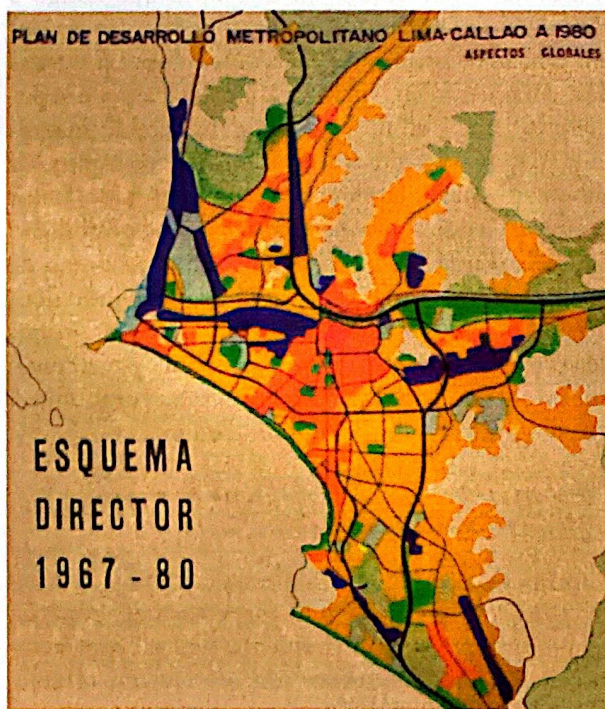 PLAN DE DESARROLLO METROPOLITANO LIMA-CALLAO A 1980
ASPECTOS GLOBALES
ESQUEMA
DIRECTOR
1967 - 80